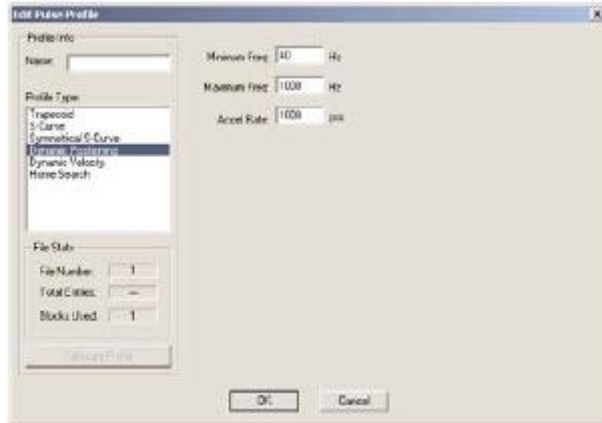 Edit Pulse Profile
Profile Info
Name:
Profile Type:
Trapezoid
S-Curve
Symmetrical S-Curve
Dynamic Positioning
Dynamic Velocity
Home Search
File Stats
File Number: 1
Total Entries: ---
Blocks Used: 1
Minimum Freq: 40 Hz
Maximum Freq: 1000 Hz
Accel Rate: 1000
OK
Cancel